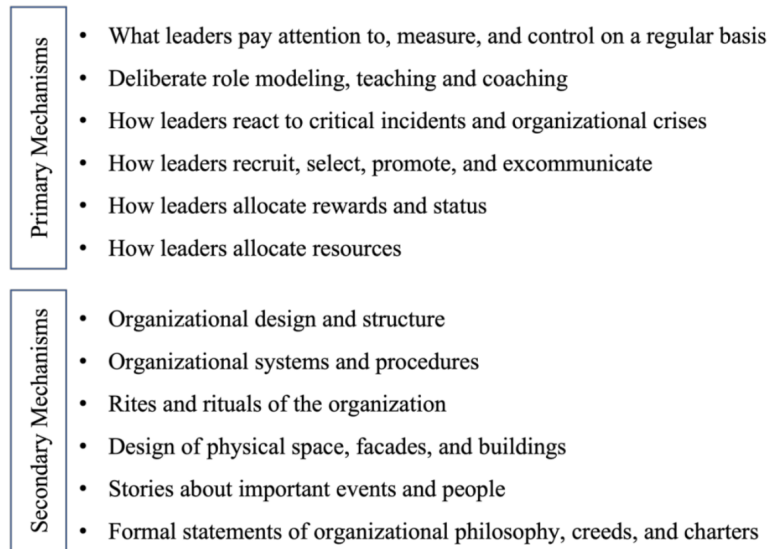 Primary Mechanisms
• What leaders pay attention to, measure, and control on a regular basis
• Deliberate role modeling, teaching and coaching
• How leaders react to critical incidents and organizational crises
• How leaders recruit, select, promote, and excommunicate
• How leaders allocate rewards and status
• How leaders allocate resources
Secondary Mechanisms
• Organizational design and structure
• Organizational systems and procedures
• Rites and rituals of the organization
• Design of physical space, facades, and buildings
• Stories about important events and people
• Formal statements of organizational philosophy, creeds, and charters